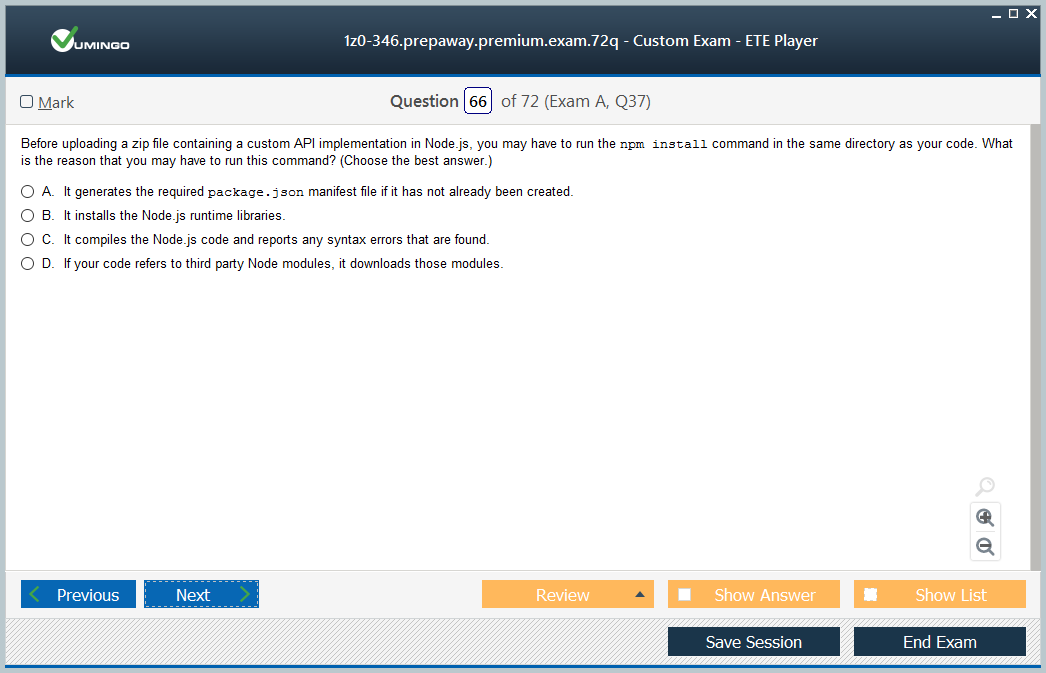 VUMINGO
1z0-346.prepaway.premium.exam.72q - Custom Exam - ETE Player
Mark
Question 66 of 72 (Exam A, Q37)
Before uploading a zip file containing a custom API implementation in Node.js, you may have to run the npm install command in the same directory as your code. What
is the reason that you may have to run this command? (Choose the best answer.)
A. It generates the required package.json manifest file if it has not already been created.
B. It installs the Node.js runtime libraries.
C. It compiles the Node.js code and reports any syntax errors that are found.
D. If your code refers to third party Node modules, it downloads those modules.
Previous
Next
Review
Show Answer
Show List
Save Session
End Exam